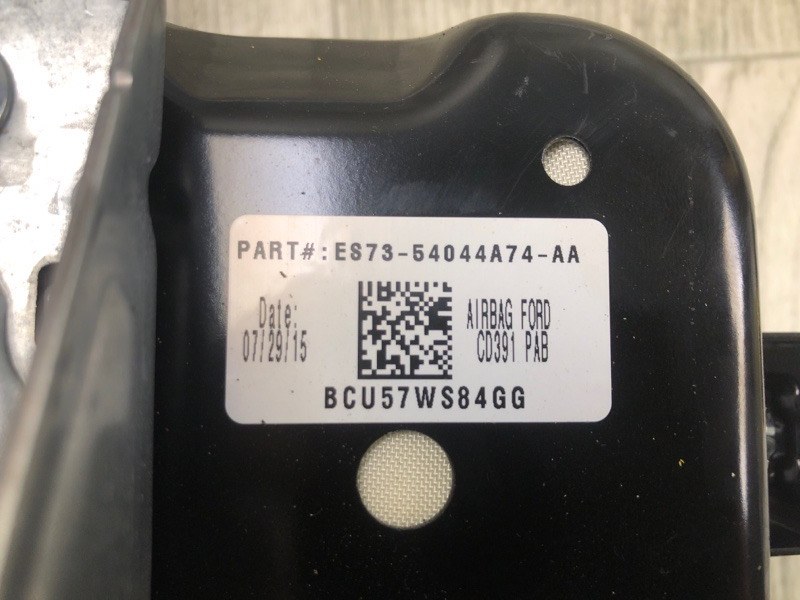 PART#:ES73-54044A74-AA
Date:
07/29/15
AIRBAG FORD
CD391 PAB
BCU57WS84GG